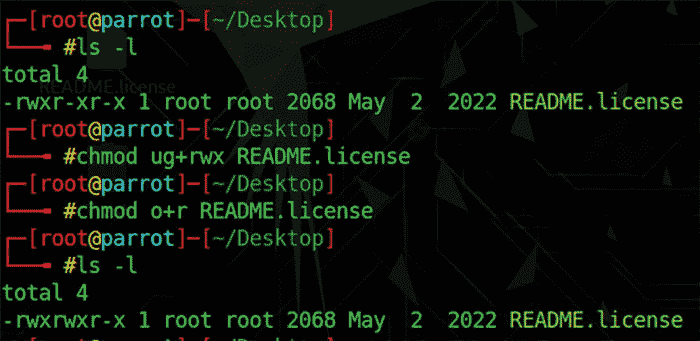 ┌─[root@parrot]─[~/Desktop]
└──╼ #ls -l
total 4
-rwxr-xr-x 1 root root 2068 May  2  2022 README.license
┌─[root@parrot]─[~/Desktop]
└──╼ #chmod ug+rwx README.license
┌─[root@parrot]─[~/Desktop]
└──╼ #chmod o+r README.license
┌─[root@parrot]─[~/Desktop]
└──╼ #ls -l
total 4
-rwxrwxr-x 1 root root 2068 May  2  2022 README.license